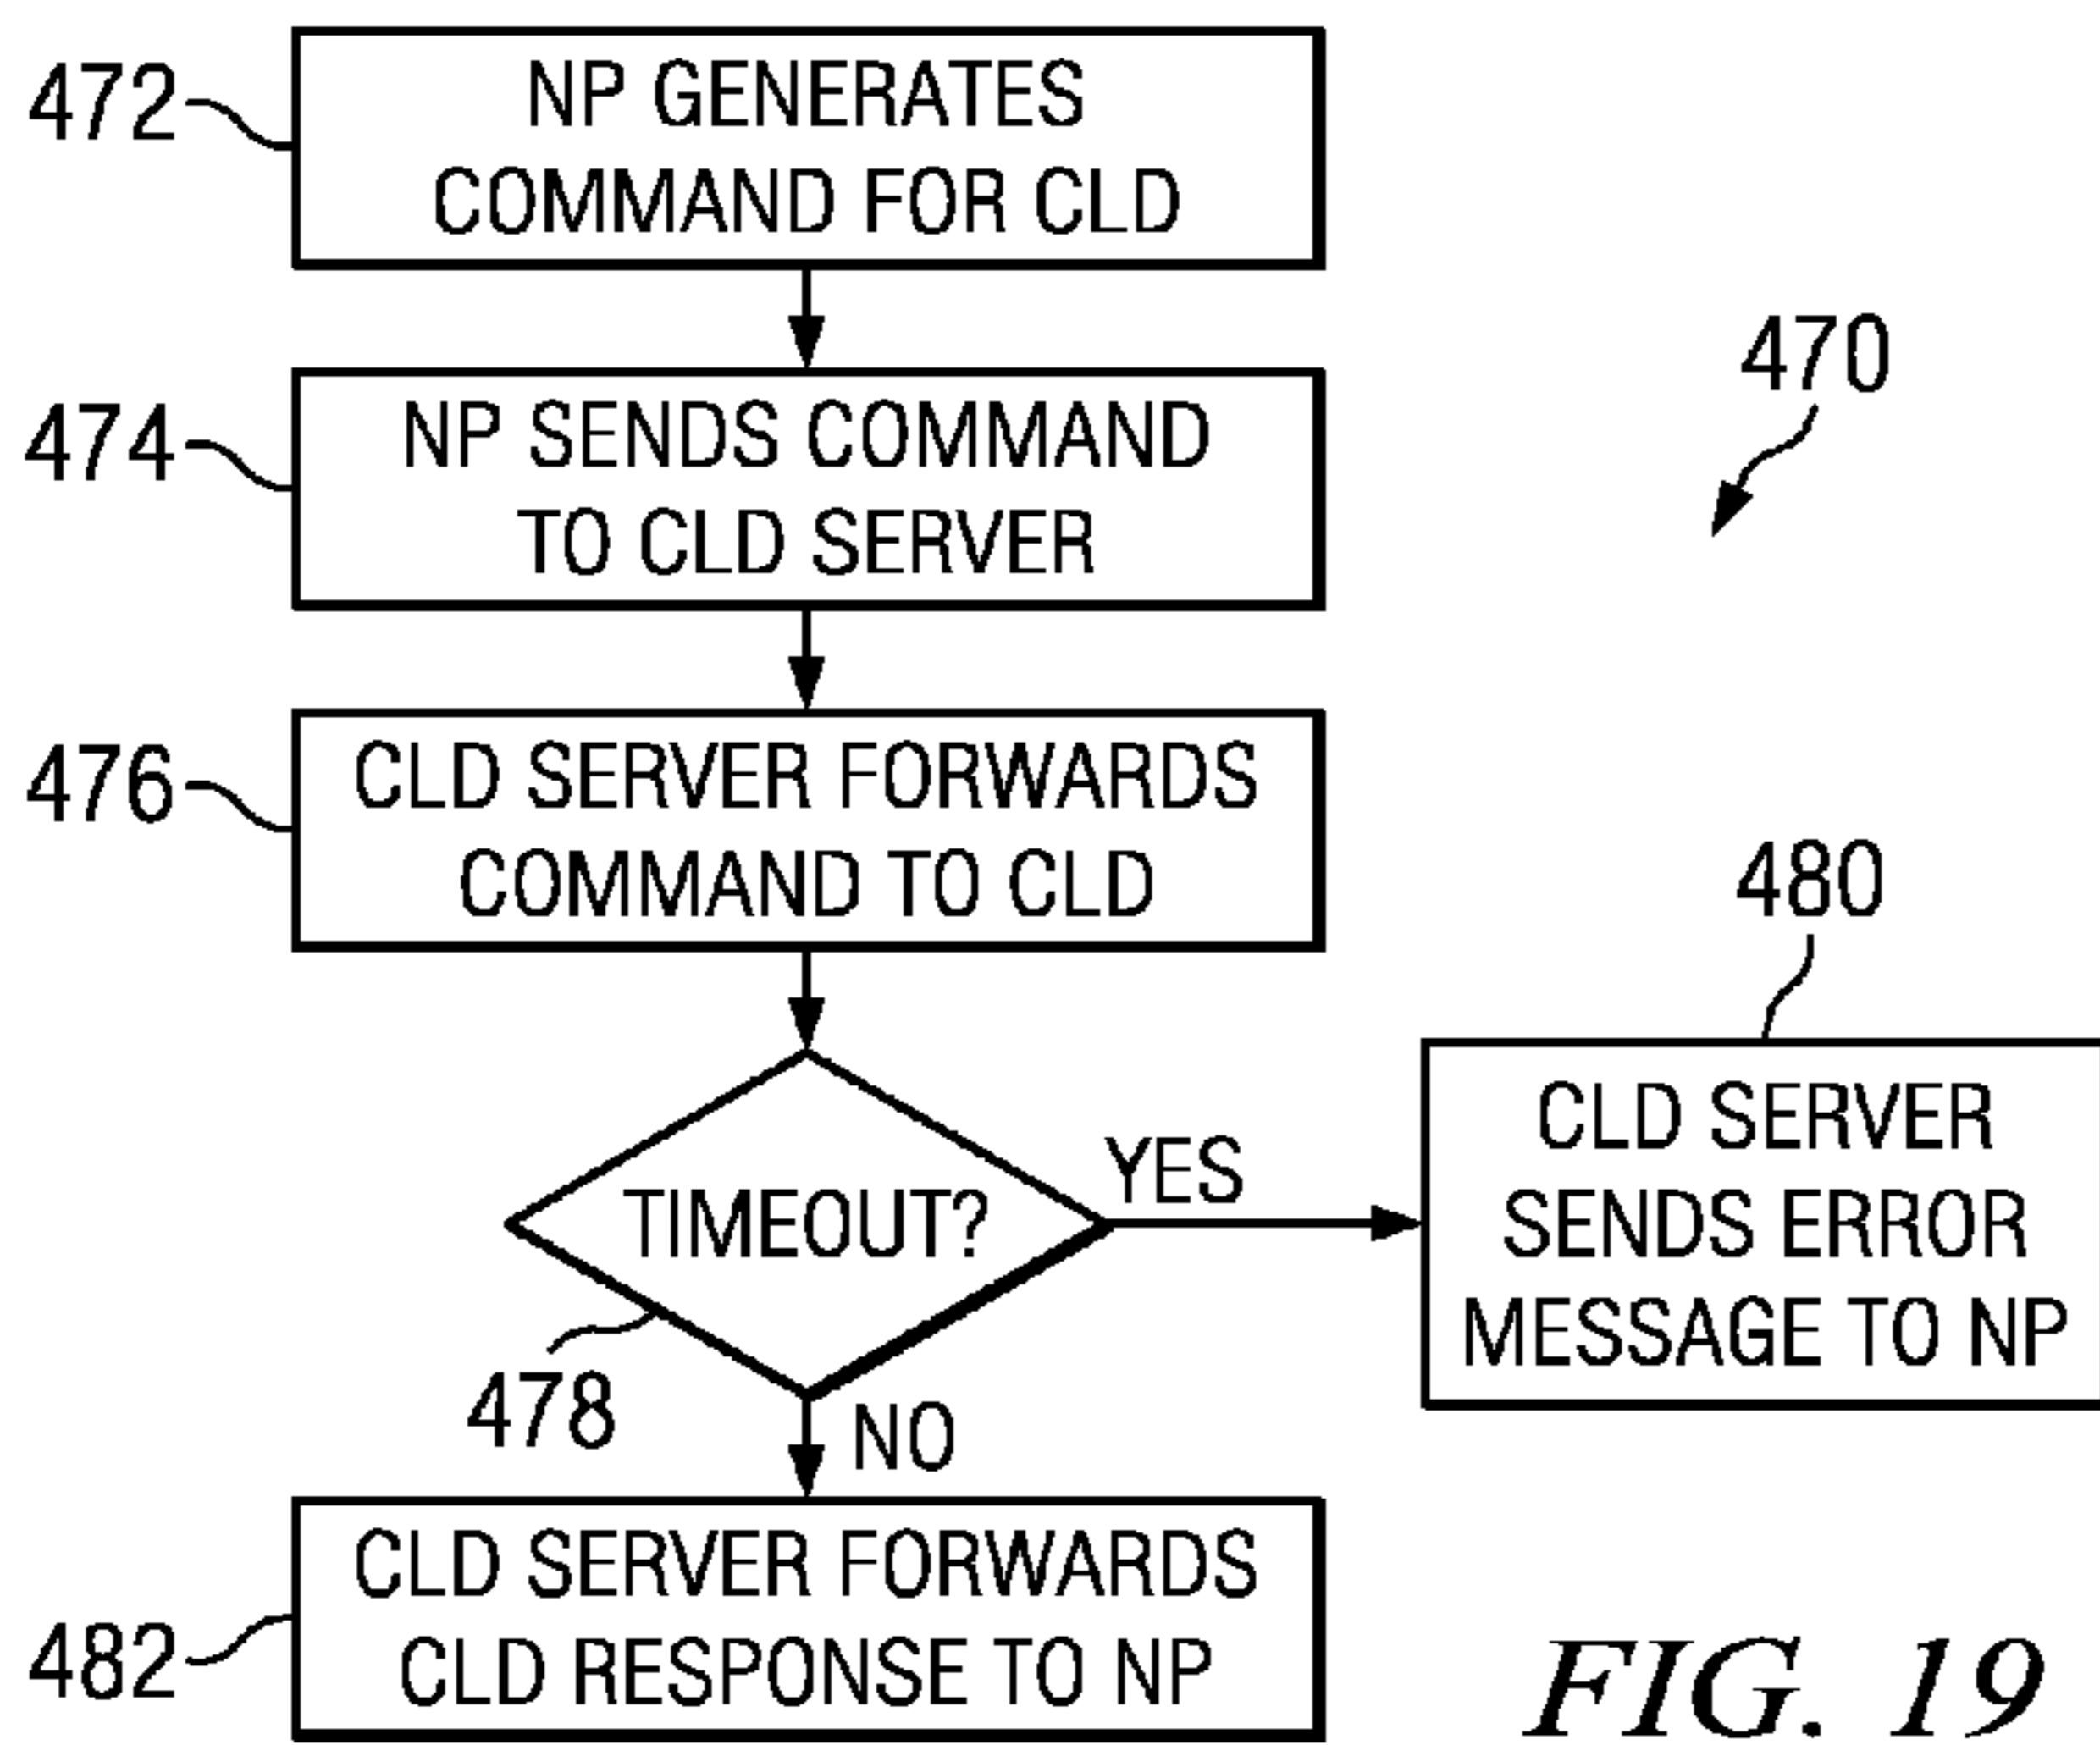 472
NP GENERATES
COMMAND FOR CLD
470
474
NP SENDS COMMAND
TO CLD SERVER
476
CLD SERVER FORWARDS
COMMAND TO CLD
480
TIMEOUT?
YES
CLD SERVER
SENDS ERROR
MESSAGE TO NP
478
NO
482
CLD SERVER FORWARDS
CLD RESPONSE TO NP
FIG. 19